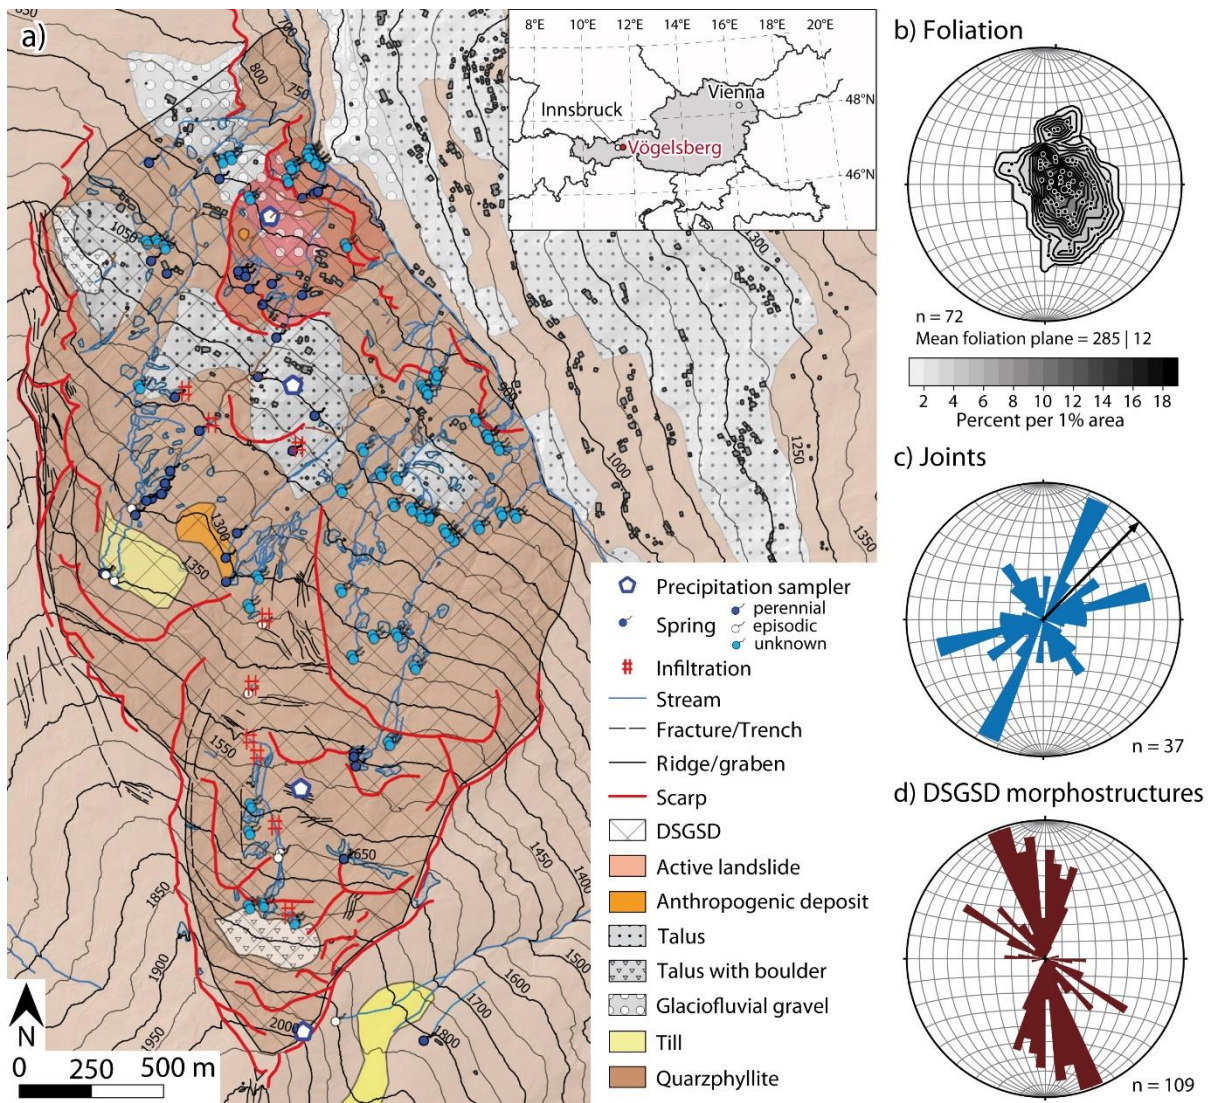 a)
650
700
800
750
1050
1300
1350
1550
1650
1850
1900
1950
2000
900
1000
1250
1300
1350
1450
1400
1500
1600
1700
1800
8°E 12°E 14°E 16°E 18°E 20°E
Vienna
Innsbruck
48°N
Vögelsberg
46°N
N
0 250 500 m
Precipitation sampler
Spring
perennial
episodic
unknown
Infiltration
Stream
Fracture/Trench
Ridge/graben
Scarp
DSGSD
Active landslide
Anthropogenic deposit
Talus
Talus with boulder
Glaciofluvial gravel
Till
Quarzphyllite
b) Foliation
n = 72
Mean foliation plane = 285 | 12
2 4 6 8 10 12 14 16 18
Percent per 1% area
c) Joints
n = 37
d) DSGSD morphostructures
n = 109